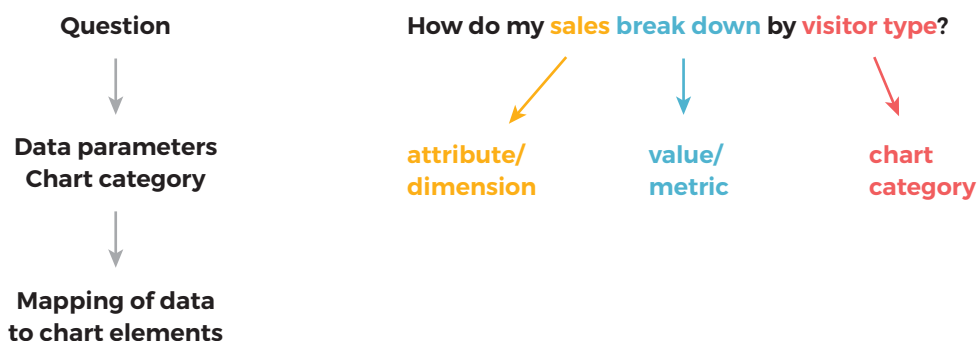 Question
Data parameters
Chart category
Mapping of data
to chart elements
How do my sales break down by visitor type?
attribute/
dimension
value/
metric
chart
category